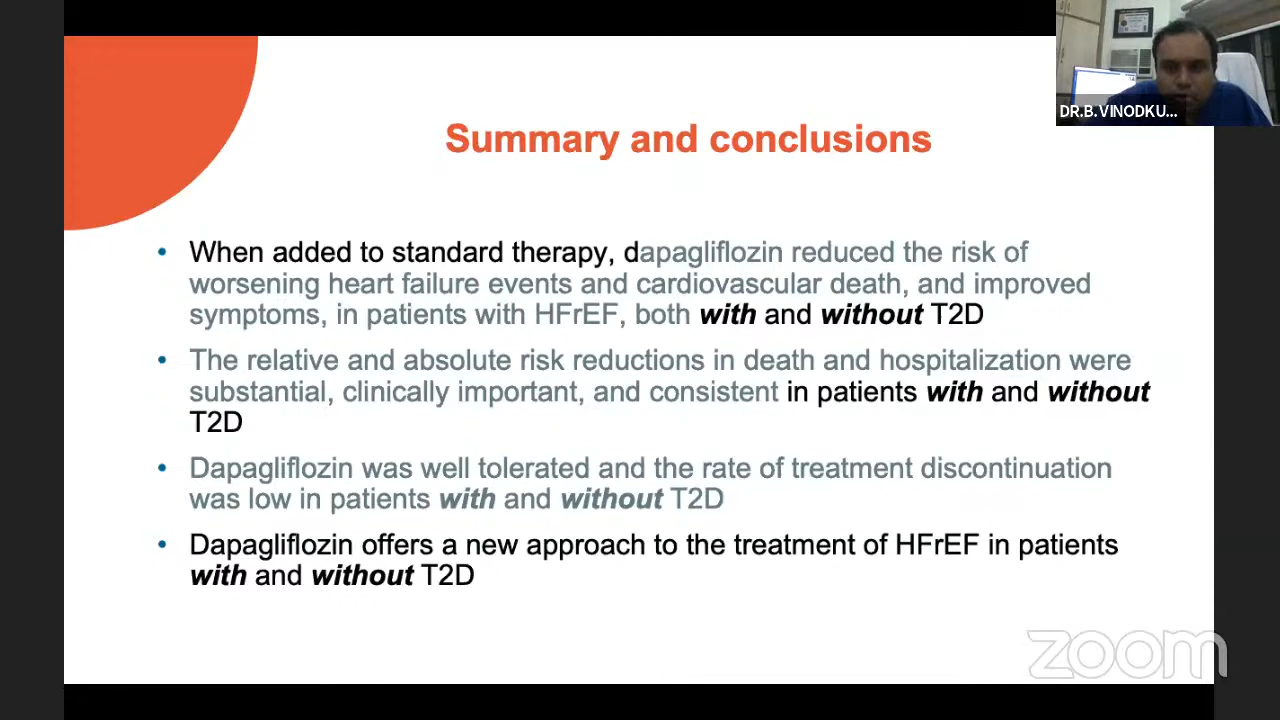 DR.B.VINODKU...
Summary and conclusions
• When added to standard therapy, dapagliflozin reduced the risk of
worsening heart failure events and cardiovascular death, and improved
symptoms, in patients with HFrEF, both with and without T2D
• The relative and absolute risk reductions in death and hospitalization were
substantial, clinically important, and consistent in patients with and without
T2D
• Dapagliflozin was well tolerated and the rate of treatment discontinuation
was low in patients with and without T2D
• Dapagliflozin offers a new approach to the treatment of HFrEF in patients
with and without T2D
zoom